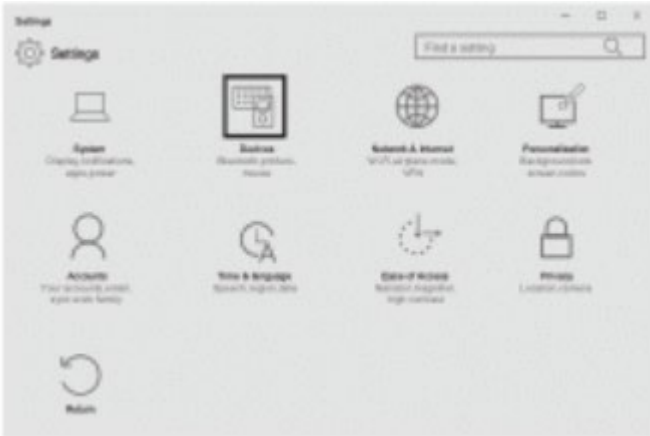 Settings
Settings
Find a setting
System
Display, notifications,
apps, power
Devices
Bluetooth, printers,
mouse
Network & Internet
Wi-Fi, airplane mode,
VPN
Personalisation
Background, lock
screen, colors
Accounts
Your accounts, email,
sync, work, family
Time & language
Speech, region, date
Ease of Access
Narrator, magnifier,
high contrast
Privacy
Location, camera
Return